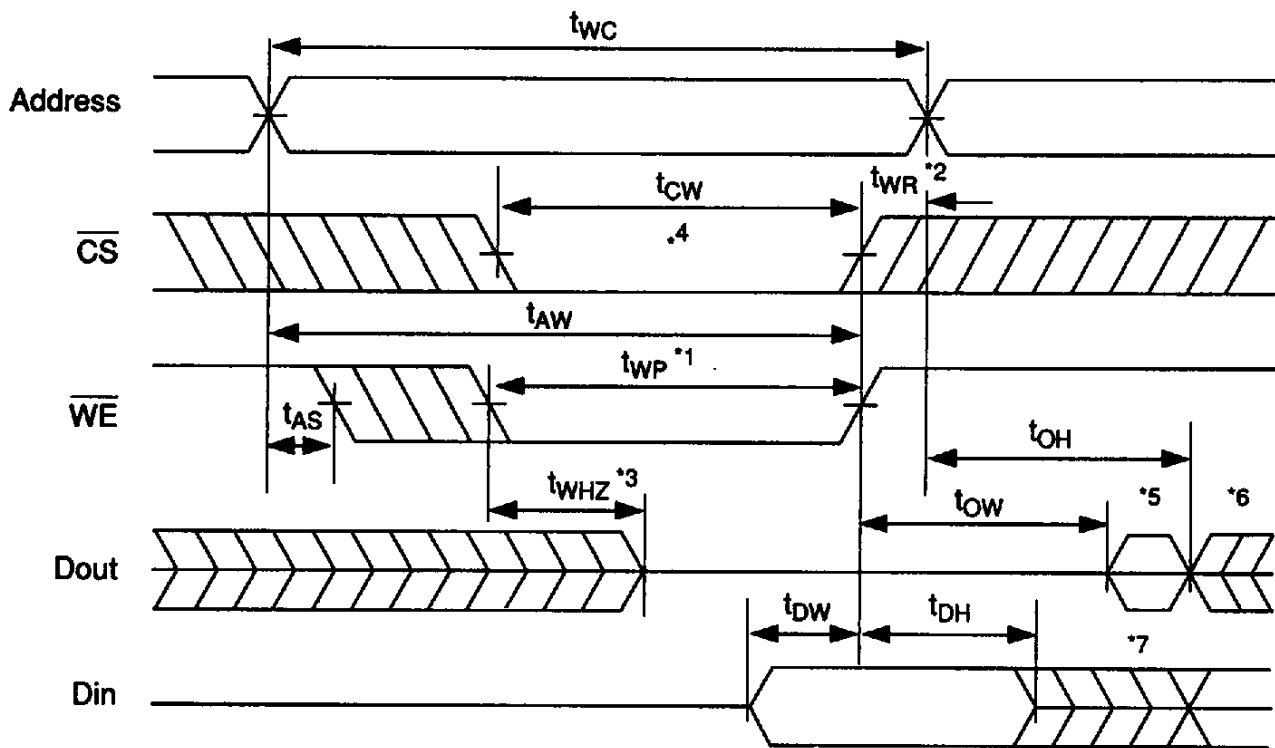 tWC
Address
tCW
tWR *2
CS
*4
tAW
tWP *1
WE
tAS
tOH
tWHZ *3
tOW
*5
*6
Dout
tDW
tDH
*7
Din